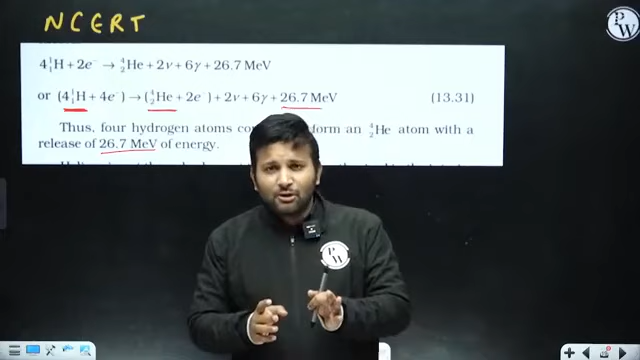 NCERT
4¹₁H + 2e⁻ → ⁴₂He + 2ν + 6γ + 26.7 MeV
or (4¹₁H + 4e⁻) → (⁴₂He + 2e⁻) + 2ν + 6γ + 26.7 MeV (13.31)
Thus, four hydrogen atoms co form an ⁴₂He atom with a
release of 26.7 MeV of energy.
P
W
P
W